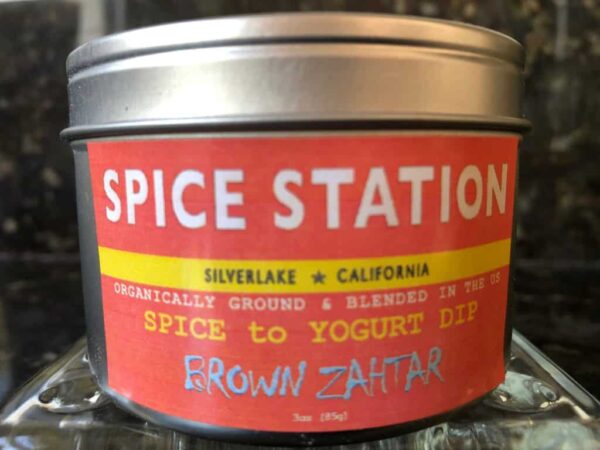 SPICE STATION
SILVERLAKE ★ CALIFORNIA
ORGANICALLY GROUND & BLENDED IN THE US
SPICE to YOGURT DIP
BROWN ZAHTAR
3oz [85g]